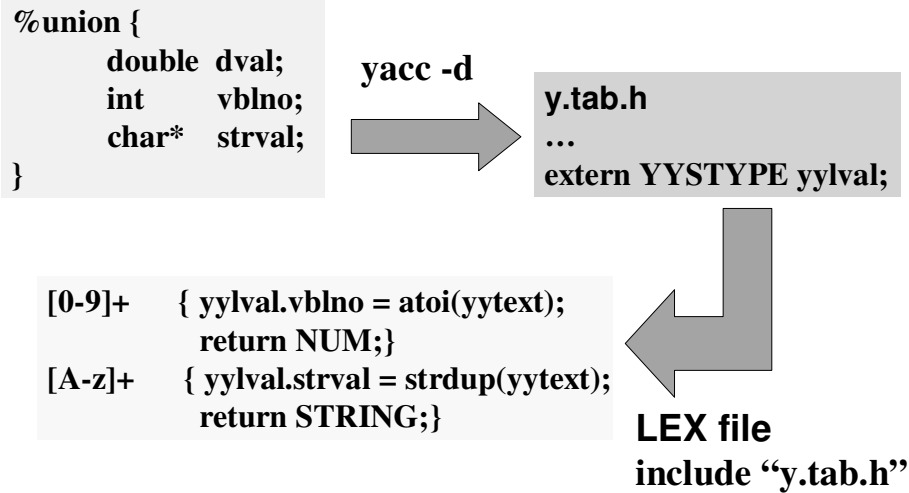 %union {
double dval;
int vblno;
char* strval;
}
yacc -d
y.tab.h
…
extern YYSTYPE yylval;
[0-9]+ { yylval.vblno = atoi(yytext);
return NUM;}
[A-z]+ { yylval.strval = strdup(yytext);
return STRING;}
LEX file
include “y.tab.h”